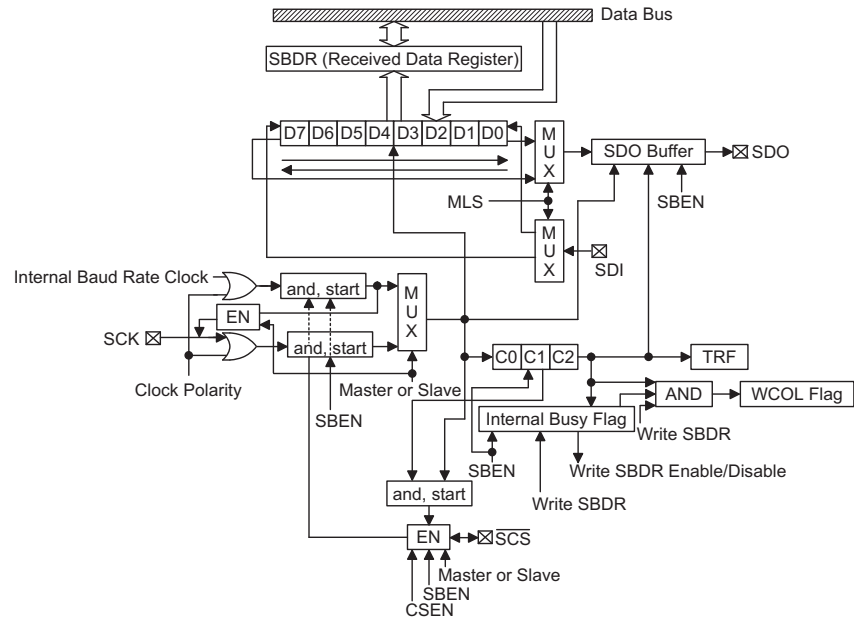 Data Bus
SBDR (Received Data Register)
D7 D6 D5 D4 D3 D2 D1 D0
MUX
SDO Buffer
SDO
MLS
SBEN
MUX
SDI
Internal Baud Rate Clock
and, start
MUX
EN
SCK
and, start
Clock Polarity
SBEN
Master or Slave
C0 C1 C2
TRF
AND
WCOL Flag
Internal Busy Flag
Write SBDR
SBEN
Write SBDR Enable/Disable
Write SBDR
and, start
EN
SCS
Master or Slave
SBEN
CSEN